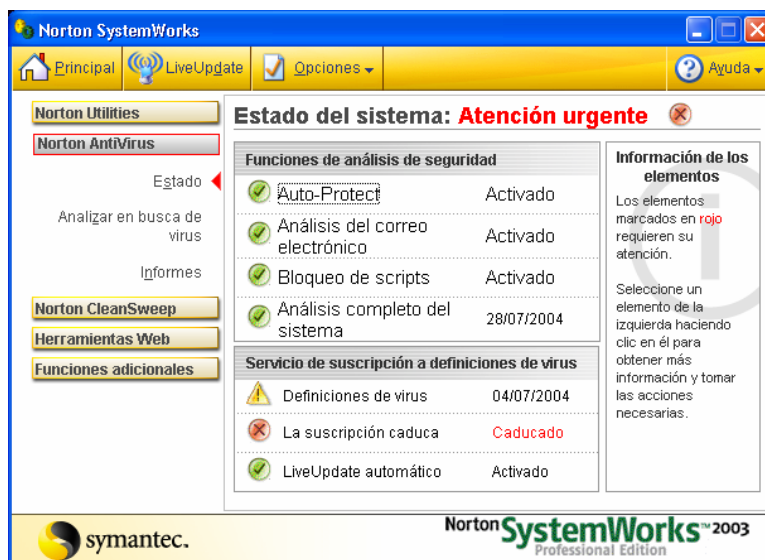 Norton SystemWorks
Principal
LiveUpdate
Opciones
Ayuda
Norton Utilities
Norton AntiVirus
Estado
Analizar en busca de
virus
Informes
Norton CleanSweep
Herramientas Web
Funciones adicionales
Estado del sistema: Atención urgente
Funciones de análisis de seguridad
Auto-Protect Activado
Análisis del correo
electrónico Activado
Bloqueo de scripts Activado
Análisis completo del
sistema 28/07/2004
Servicio de suscripción a definiciones de virus
Definiciones de virus 04/07/2004
La suscripción caduca Caducado
LiveUpdate automático Activado
Información de los
elementos
Los elementos
marcados en rojo
requieren su
atención.
Seleccione un
elemento de la
izquierda haciendo
clic en él para
obtener más
información y tomar
las acciones
necesarias.
symantec.
Norton SystemWorks™ 2003
Professional Edition